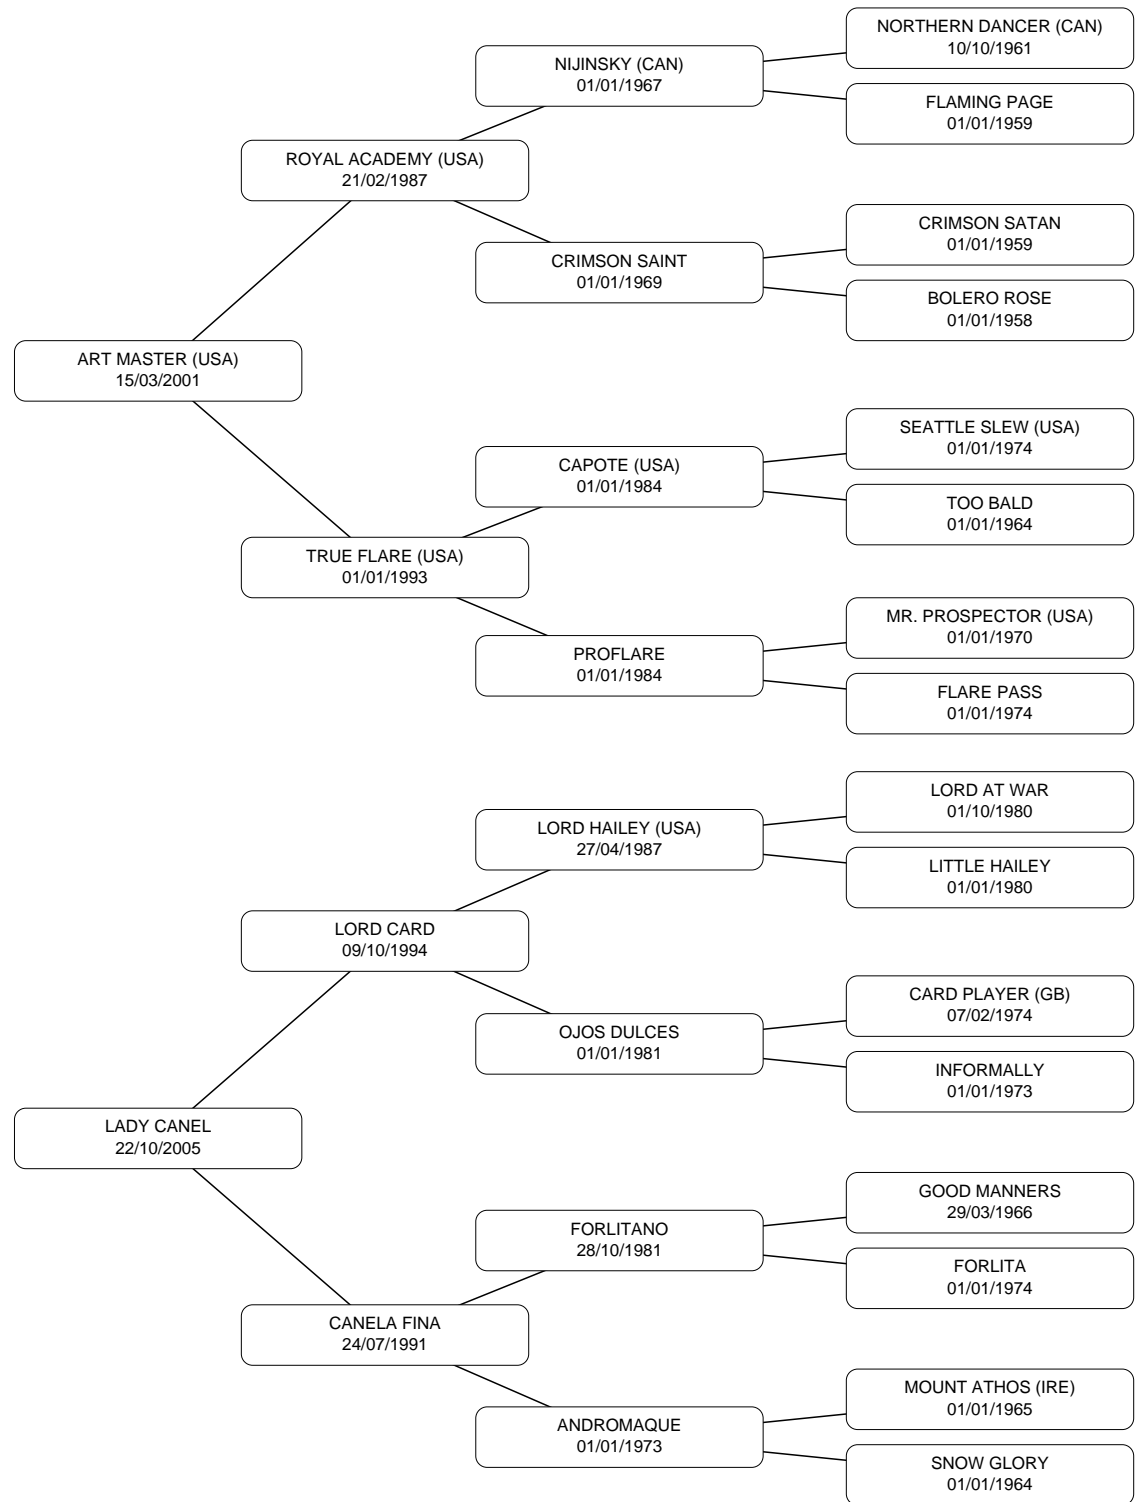 NORTHERN DANCER (CAN)
10/10/1961
NIJINSKY (CAN)
01/01/1967
FLAMING PAGE
01/01/1959
ROYAL ACADEMY (USA)
21/02/1987
CRIMSON SATAN
01/01/1959
CRIMSON SAINT
01/01/1969
BOLERO ROSE
01/01/1958
ART MASTER (USA)
15/03/2001
SEATTLE SLEW (USA)
01/01/1974
CAPOTE (USA)
01/01/1984
TOO BALD
01/01/1964
TRUE FLARE (USA)
01/01/1993
MR. PROSPECTOR (USA)
01/01/1970
PROFLARE
01/01/1984
FLARE PASS
01/01/1974
LORD AT WAR
01/10/1980
LORD HAILEY (USA)
27/04/1987
LITTLE HAILEY
01/01/1980
LORD CARD
09/10/1994
CARD PLAYER (GB)
07/02/1974
OJOS DULCES
01/01/1981
INFORMALLY
01/01/1973
LADY CANEL
22/10/2005
GOOD MANNERS
29/03/1966
FORLITANO
28/10/1981
FORLITA
01/01/1974
CANELA FINA
24/07/1991
MOUNT ATHOS (IRE)
01/01/1965
ANDROMAQUE
01/01/1973
SNOW GLORY
01/01/1964